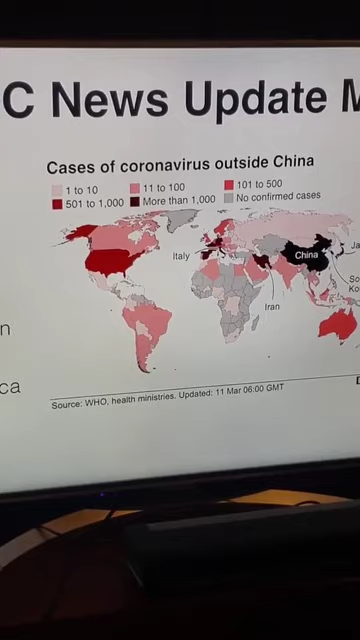 C News Update M
Cases of coronavirus outside China
1 to 10
11 to 100
101 to 500
501 to 1,000
More than 1,000
No confirmed cases
Italy
China
Ja
So
Ko
Iran
n
ca
Source: WHO, health ministries. Updated: 11 Mar 06:00 GMT